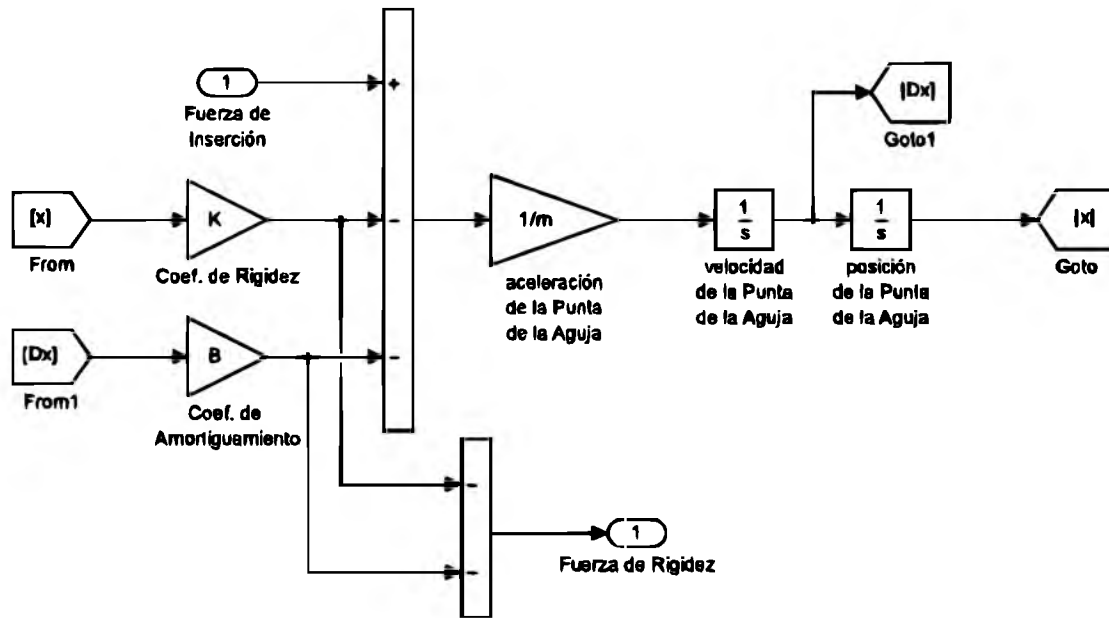 1
Fuerza de
Inserción
+
[x]
From
K
Coef. de Rigidez
-
[Dx]
From1
B
Coef. de
Amortiguamiento
-
1/m
aceleración
de la Punta
de la Aguja
1
s
velocidad
de la Punta
de la Aguja
1
s
posición
de la Punta
de la Aguja
[Dx]
Goto1
[x]
Goto
-
-
1
Fuerza de Rigidez